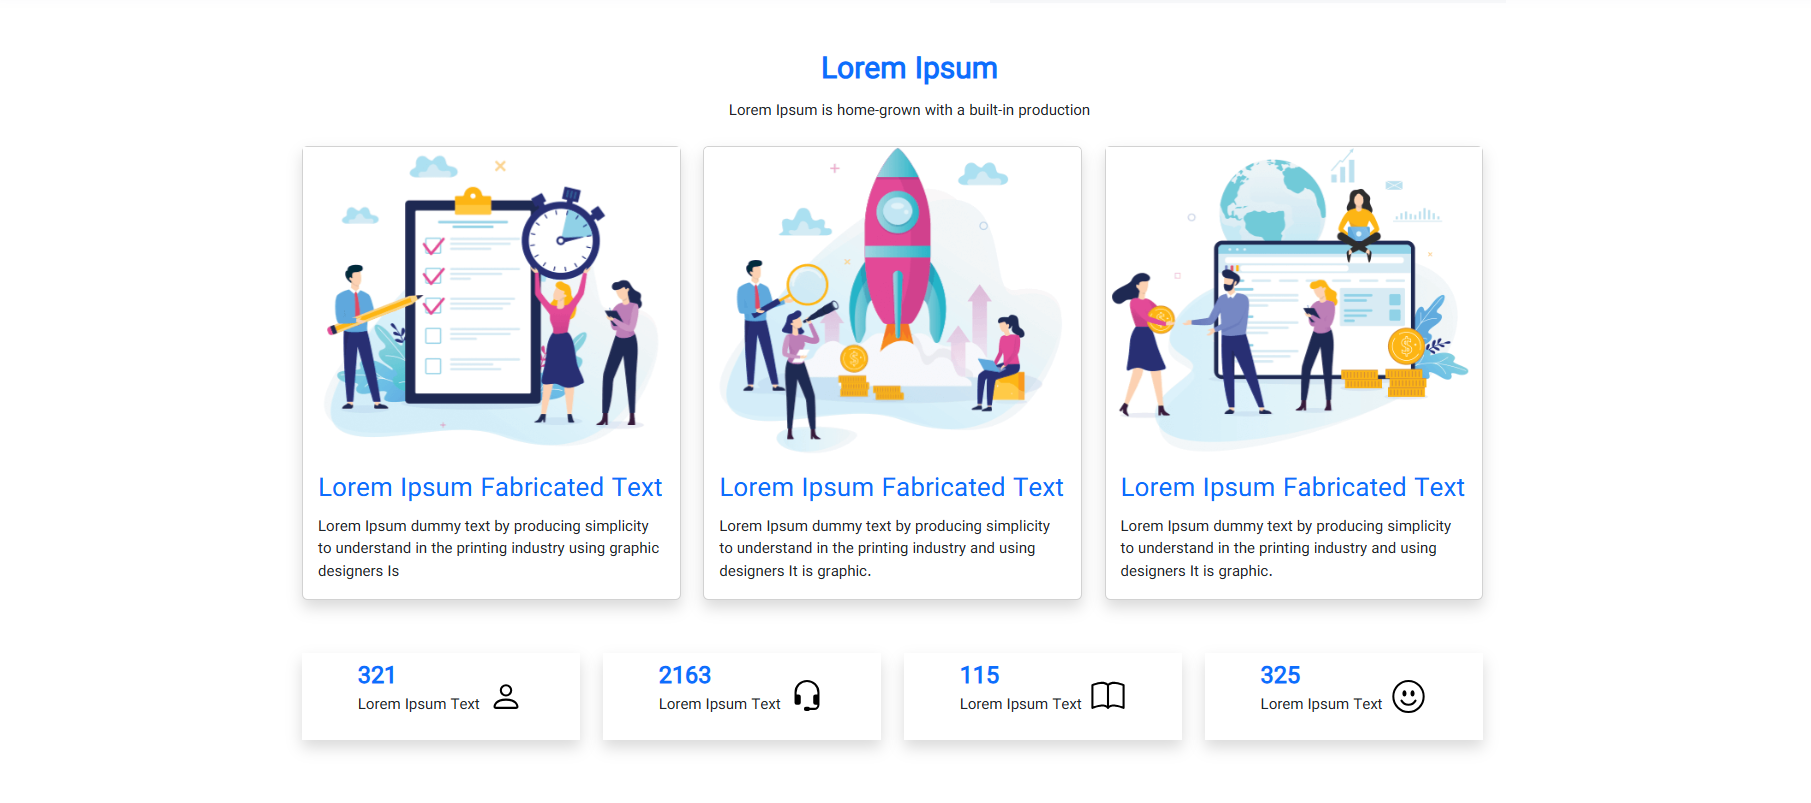 Lorem Ipsum
Lorem Ipsum is home-grown with a built-in production
Lorem Ipsum Fabricated Text
Lorem Ipsum dummy text by producing simplicity
to understand in the printing industry using graphic
designers Is
Lorem Ipsum Fabricated Text
Lorem Ipsum dummy text by producing simplicity
to understand in the printing industry and using
designers It is graphic.
Lorem Ipsum Fabricated Text
Lorem Ipsum dummy text by producing simplicity
to understand in the printing industry and using
designers It is graphic.
321
Lorem Ipsum Text
2163
Lorem Ipsum Text
115
Lorem Ipsum Text
325
Lorem Ipsum Text